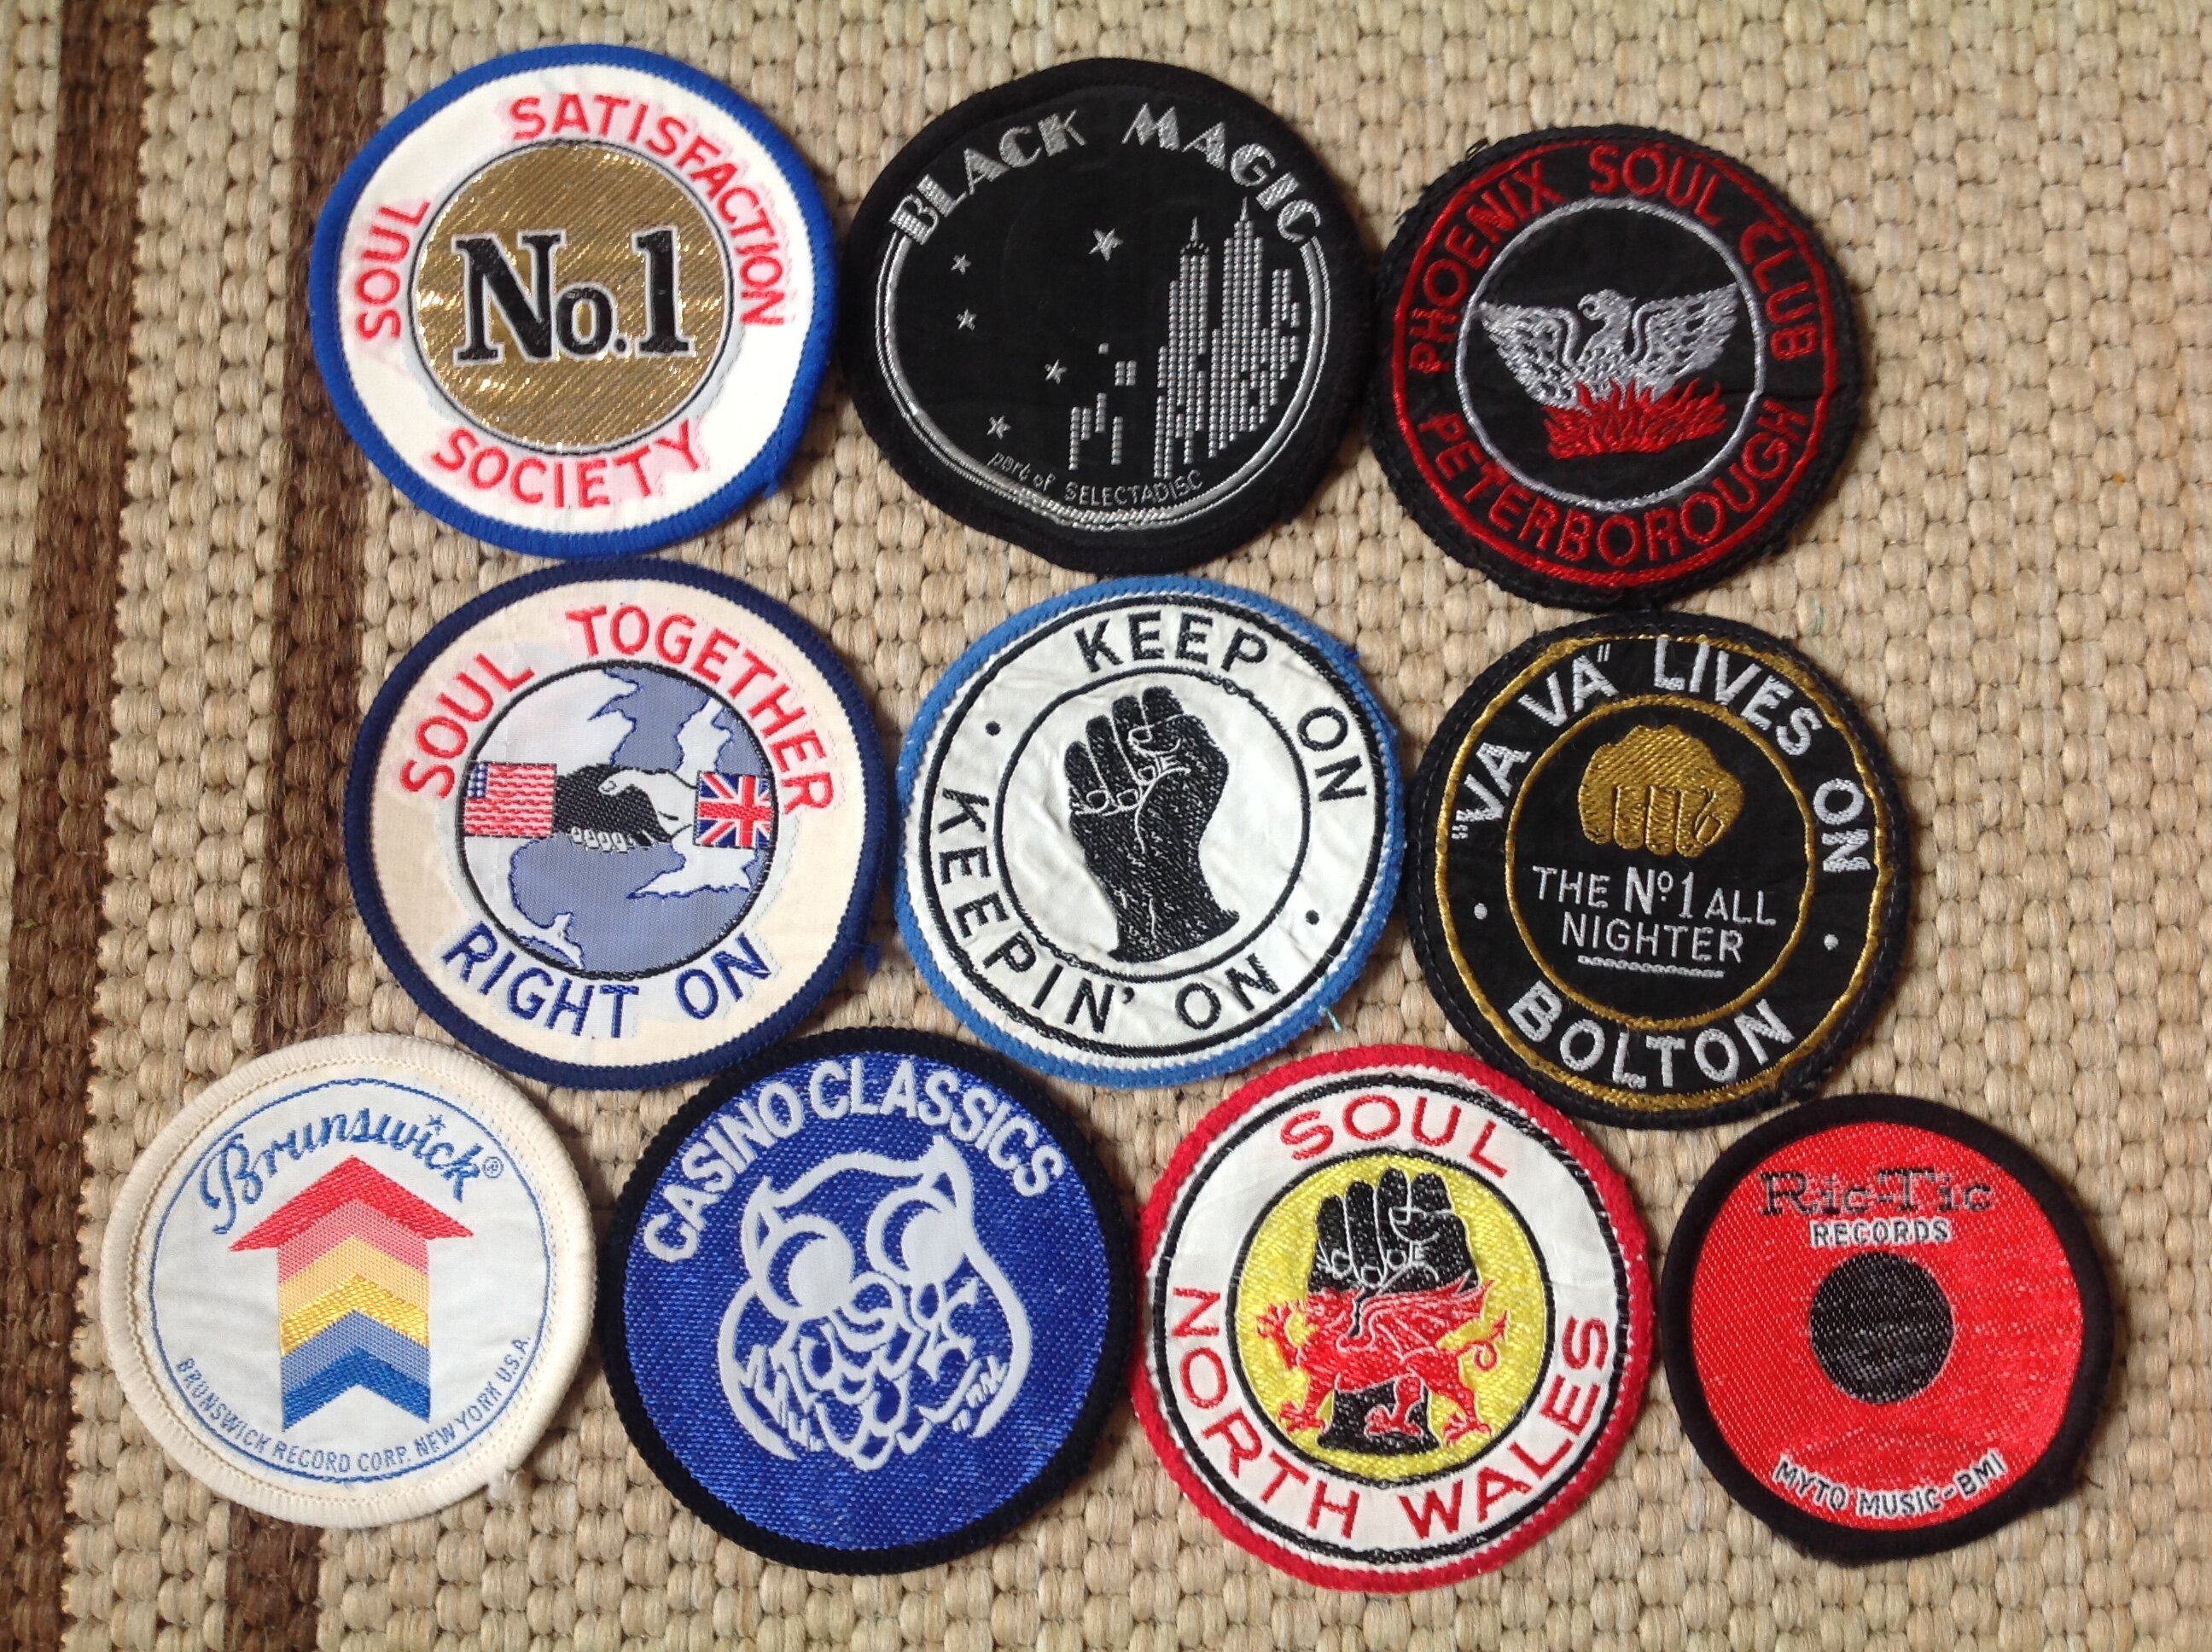 SOUL SATISFACTION
No.1
SOCIETY
BLACK MAGIC
part of SELECTADISC
PHOENIX SOUL CLUB
PETERBOROUGH
SOUL TOGETHER
RIGHT ON
KEEP ON
KEEPIN' ON
"VA VA" LIVES ON
THE No.1 ALL
NIGHTER
BOLTON
Brunswick®
BRUNSWICK RECORD CORP. NEW YORK U.S.A.
CASINO CLASSICS
SOUL
NORTH WALES
Ric-Tic
RECORDS
MYTO MUSIC-BMI